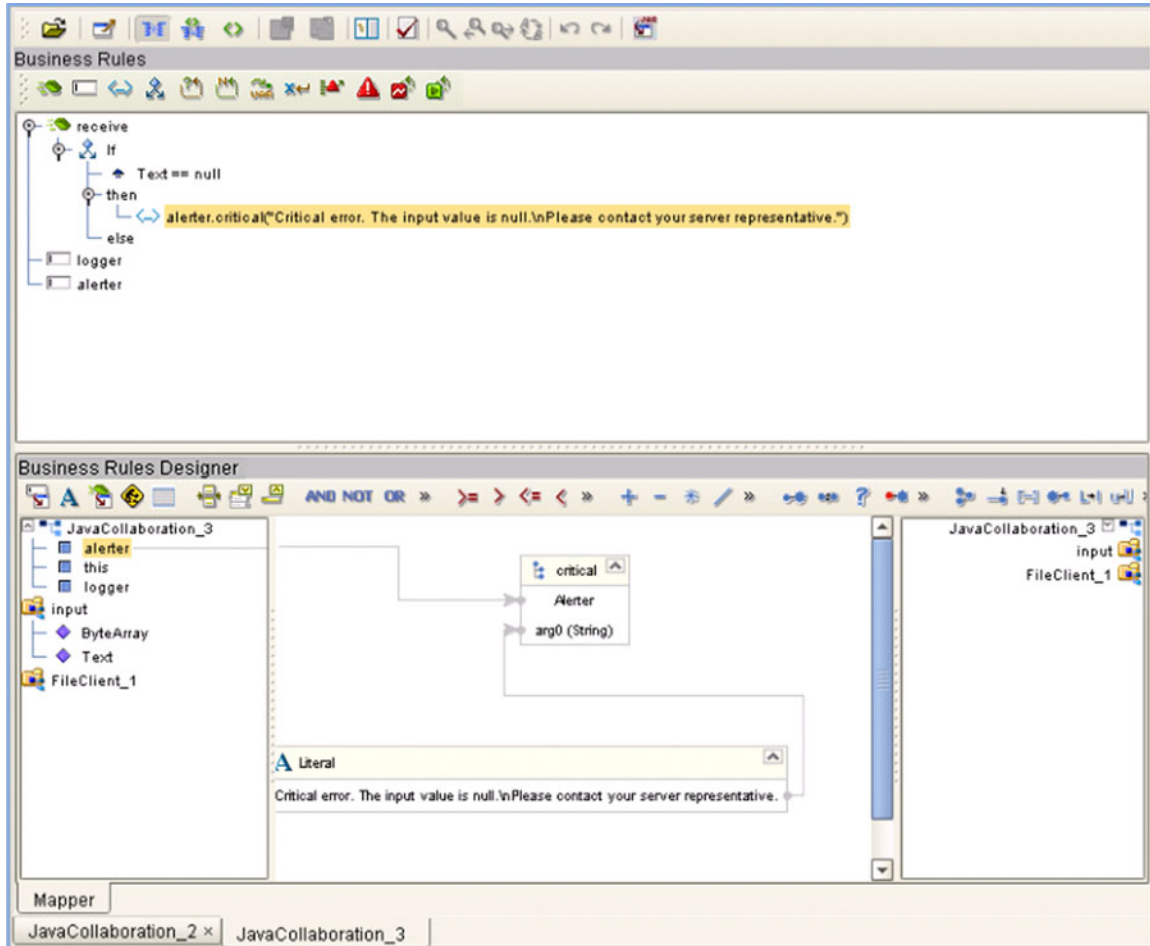 Business Rules
receive
If
Text == null
then
alerter.critical("Critical error. The input value is null.\nPlease contact your server representative.")
else
logger
alerter
Business Rules Designer
AND NOT OR » >= > <= < » + - » ? » »
JavaCollaboration_3
alerter
this
logger
input
ByteArray
Text
FileClient_1
critical
Alerter
arg0 (String)
A Literal
Critical error. The input value is null.\nPlease contact your server representative.
JavaCollaboration_3
input
FileClient_1
Mapper
JavaCollaboration_2 ×
JavaCollaboration_3